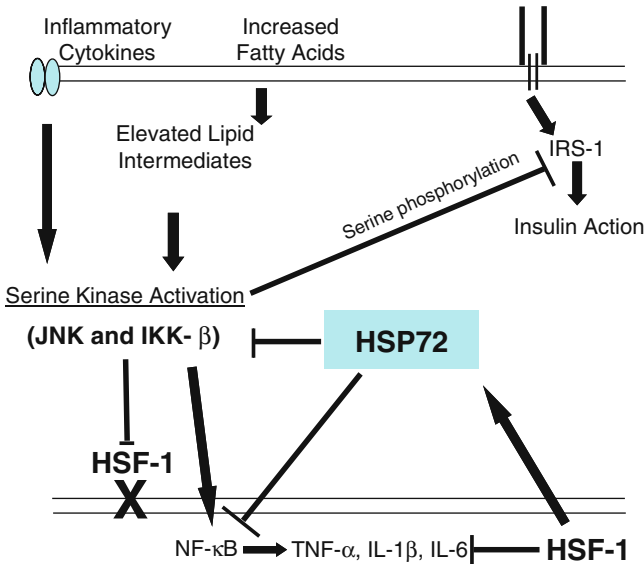 Inflammatory
Cytokines
Increased
Fatty Acids
Elevated Lipid
Intermediates
IRS-1
Serine phosphorylation
Insulin Action
Serine Kinase Activation
(JNK and IKK- β)
HSP72
HSF-1
X
NF-κB
TNF-α, IL-1β, IL-6
HSF-1